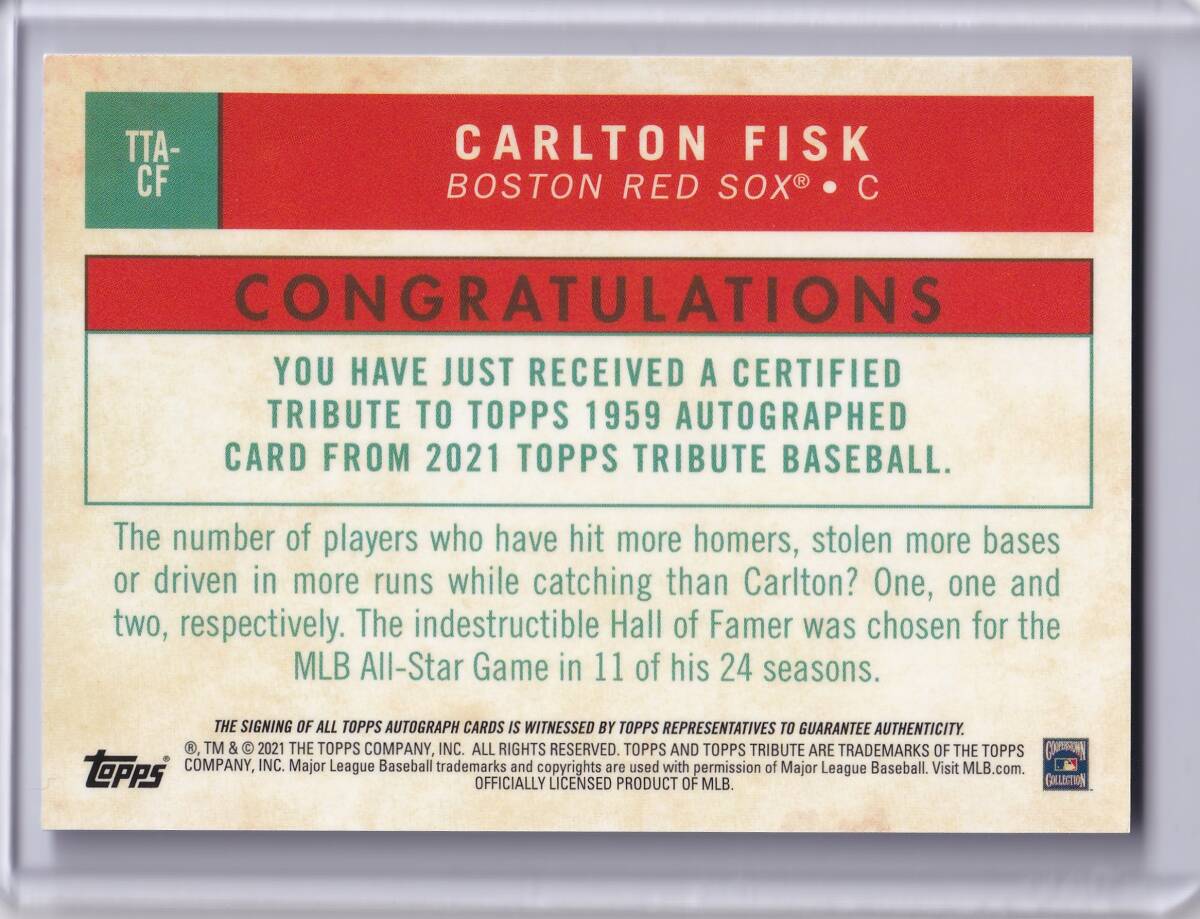 TTA-
CF
CARLTON FISK
BOSTON RED SOX® • C
CONGRATULATIONS
YOU HAVE JUST RECEIVED A CERTIFIED
TRIBUTE TO TOPPS 1959 AUTOGRAPHED
CARD FROM 2021 TOPPS TRIBUTE BASEBALL.
The number of players who have hit more homers, stolen more bases
or driven in more runs while catching than Carlton? One, one and
two, respectively. The indestructible Hall of Famer was chosen for the
MLB All-Star Game in 11 of his 24 seasons.
THE SIGNING OF ALL TOPPS AUTOGRAPH CARDS IS WITNESSED BY TOPPS REPRESENTATIVES TO GUARANTEE AUTHENTICITY.
®, TM & © 2021 THE TOPPS COMPANY, INC. ALL RIGHTS RESERVED. TOPPS AND TOPPS TRIBUTE ARE TRADEMARKS OF THE TOPPS
COMPANY, INC. Major League Baseball trademarks and copyrights are used with permission of Major League Baseball. Visit MLB.com.
OFFICIALLY LICENSED PRODUCT OF MLB.
topps®
COOPERSTOWN
COLLECTION